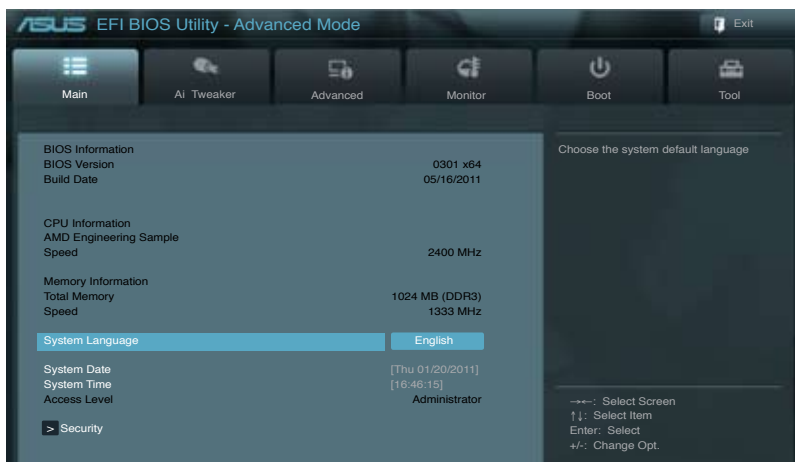 ASUS EFI BIOS Utility - Advanced Mode
Exit
Main
Ai Tweaker
Advanced
Monitor
Boot
Tool
BIOS Information
BIOS Version 0301 x64
Build Date 05/16/2011
CPU Information
AMD Engineering Sample
Speed 2400 MHz
Memory Information
Total Memory 1024 MB (DDR3)
Speed 1333 MHz
System Language English
System Date [Thu 01/20/2011]
System Time [16:46:15]
Access Level Administrator
> Security
Choose the system default language
→←: Select Screen
↑↓: Select Item
Enter: Select
+/-: Change Opt.